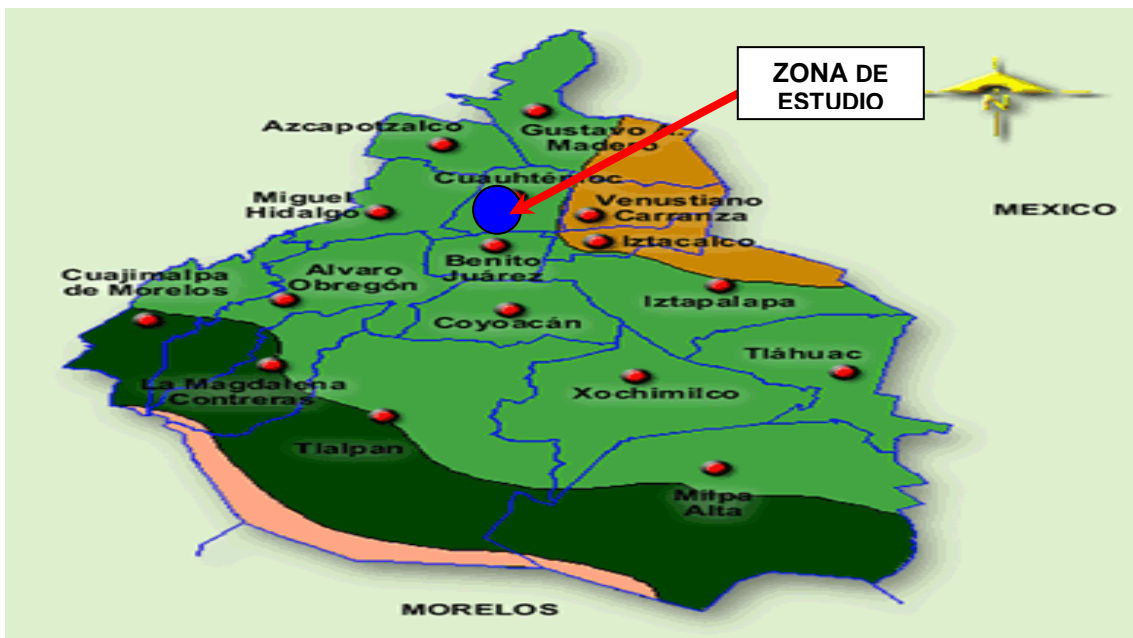 ZONA DE
ESTUDIO
N
Azcapotzalco
Gustavo A.
Madero
Cuauhtémoc
Miguel
Hidalgo
Venustiano
Carranza
MEXICO
Iztacalco
Benito
Juárez
Cuajimalpa
de Morelos
Alvaro
Obregón
Iztapalapa
Coyoacán
Tláhuac
La Magdalena
Contreras
Xochimilco
Tlalpan
Milpa
Alta
MORELOS